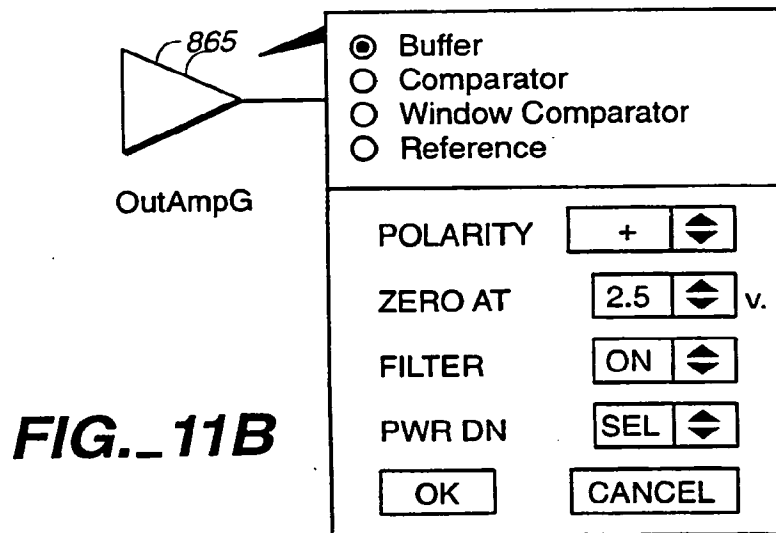 865
Buffer
Comparator
Window Comparator
Reference
OutAmpG
POLARITY +
ZERO AT 2.5 v.
FILTER ON
PWR DN SEL
OK CANCEL
FIG._11B